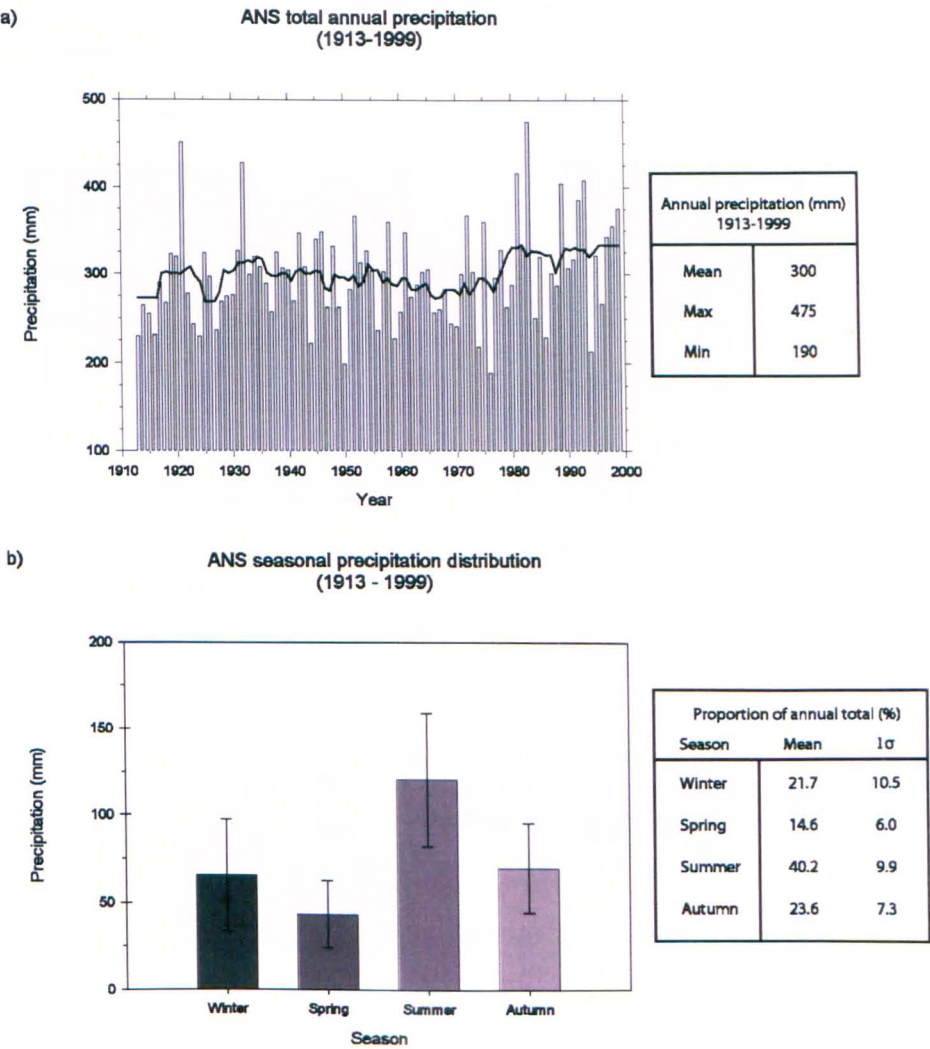 a)
ANS total annual precipitation
(1913-1999)
500
400
300
200
100
Precipitation (mm)
1910 1920 1930 1940 1950 1960 1970 1980 1990 2000
Year
Annual precipitation (mm)
1913-1999
Mean 300
Max 475
Min 190
b)
ANS seasonal precipitation distribution
(1913 - 1999)
200
150
100
50
0
Precipitation (mm)
Winter Spring Summer Autumn
Season
Proportion of annual total (%)
Season Mean 1σ
Winter 21.7 10.5
Spring 14.6 6.0
Summer 40.2 9.9
Autumn 23.6 7.3